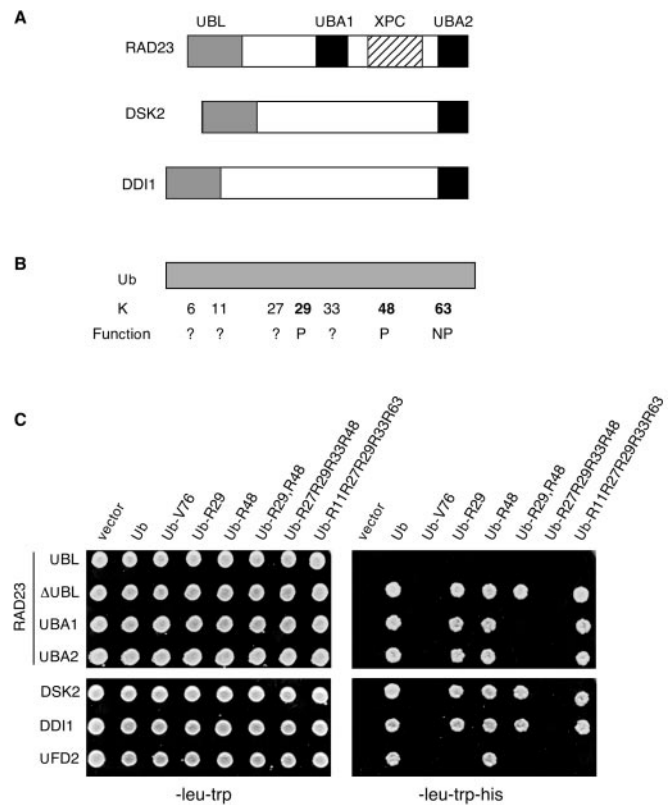 A
UBL UBA1 XPC UBA2
RAD23
DSK2
DDI1
B
Ub
K 6 11 27 29 33 48 63
Function ? ? ? P ? P NP
C
vector Ub Ub-V76 Ub-R29 Ub-R48 Ub-R29,R48 Ub-R27R29R33R48 Ub-R11R27R29R33R63
vector Ub Ub-V76 Ub-R29 Ub-R48 Ub-R29,R48 Ub-R27R29R33R48 Ub-R11R27R29R33R63
RAD23
UBL
ΔUBL
UBA1
UBA2
DSK2
DDI1
UFD2
-leu-trp
-leu-trp-his